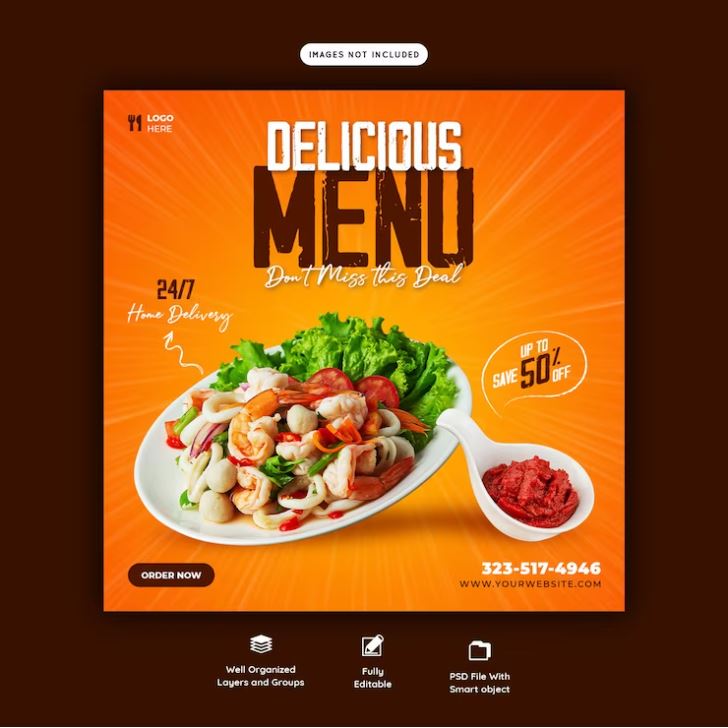 IMAGES NOT INCLUDED
LOGO
HERE
DELICIOUS
MENU
Don't Miss this Deal
24/7
Home Delivery
UP TO
SAVE 50% OFF
ORDER NOW
323-517-4946
WWW.YOURWEBSITE.COM
Well Organized
Layers and Groups
Fully
Editable
PSD File With
Smart object